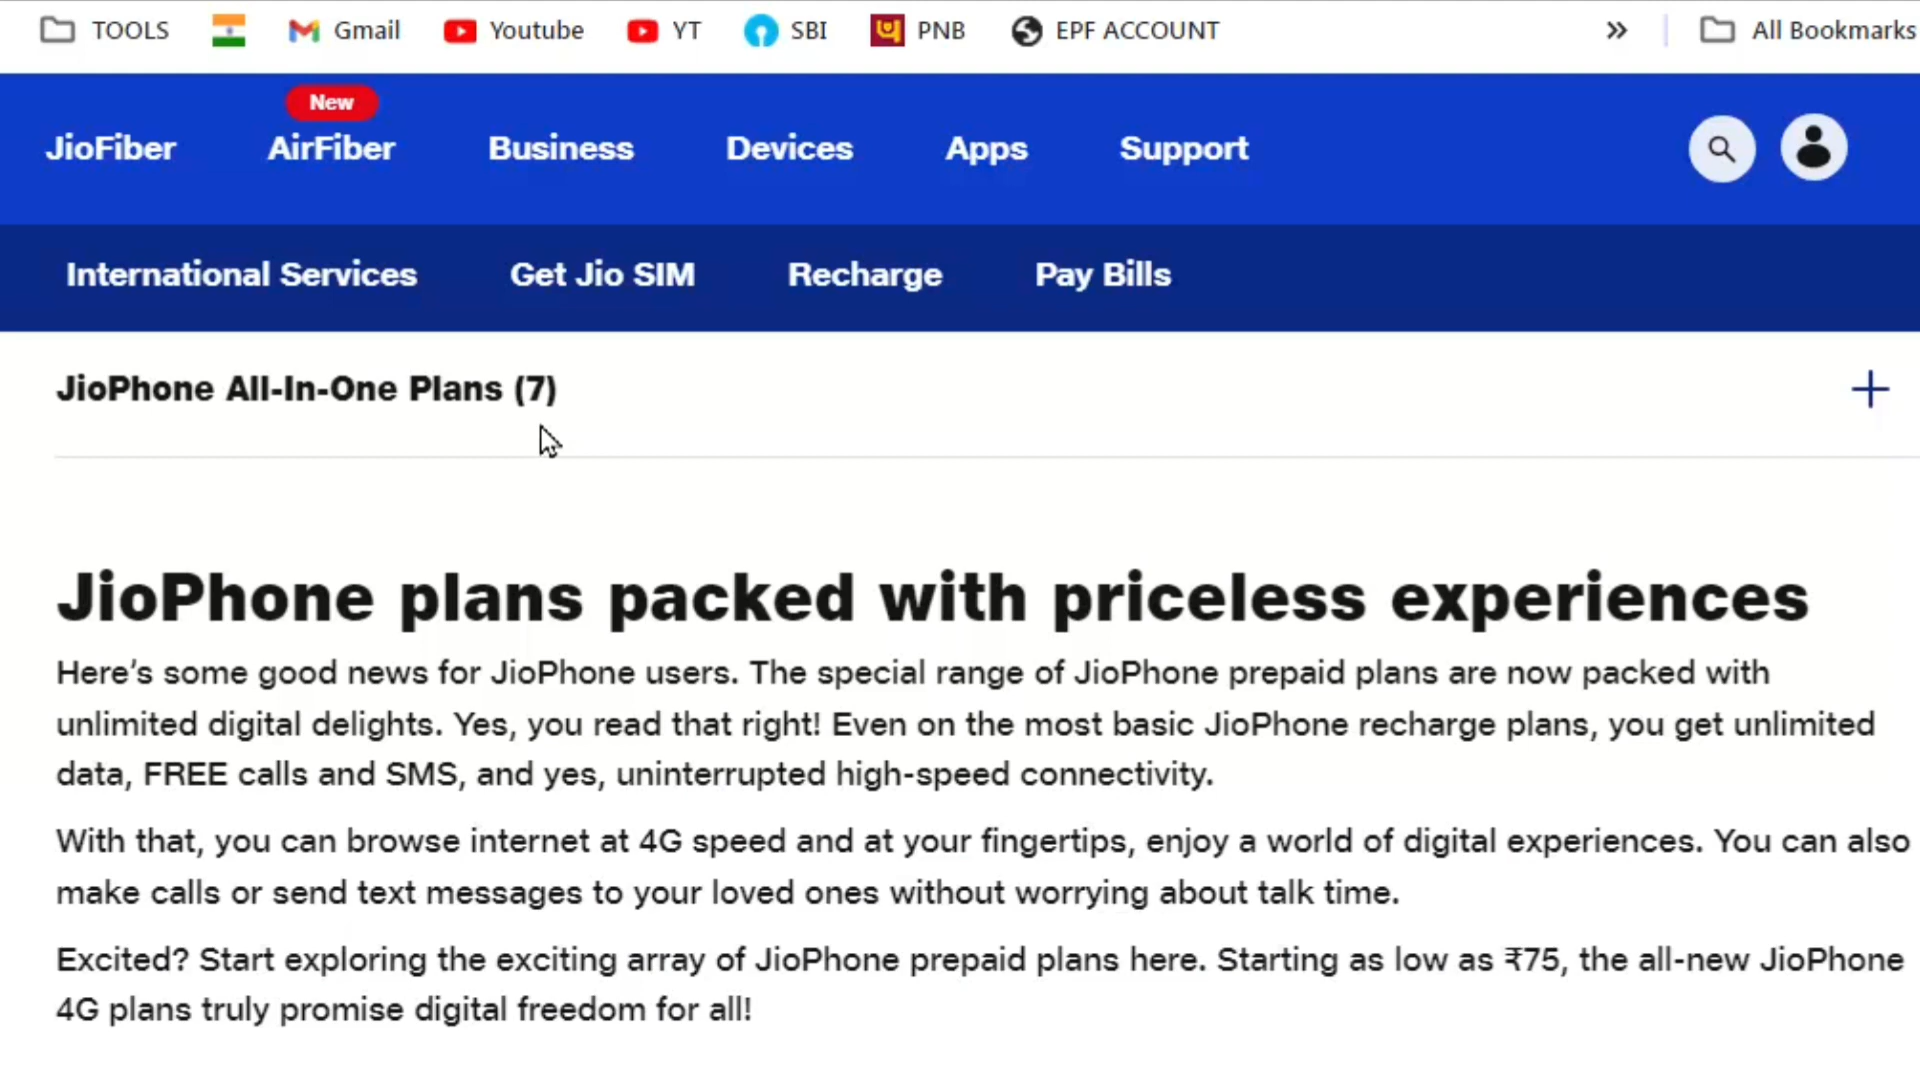 TOOLS Gmail Youtube YT SBI PNB EPF ACCOUNT » All Bookmarks
New
JioFiber AirFiber Business Devices Apps Support
International Services Get Jio SIM Recharge Pay Bills
JioPhone All-In-One Plans (7)
JioPhone plans packed with priceless experiences
Here’s some good news for JioPhone users. The special range of JioPhone prepaid plans are now packed with
unlimited digital delights. Yes, you read that right! Even on the most basic JioPhone recharge plans, you get unlimited
data, FREE calls and SMS, and yes, uninterrupted high-speed connectivity.
With that, you can browse internet at 4G speed and at your fingertips, enjoy a world of digital experiences. You can also
make calls or send text messages to your loved ones without worrying about talk time.
Excited? Start exploring the exciting array of JioPhone prepaid plans here. Starting as low as ₹75, the all-new JioPhone
4G plans truly promise digital freedom for all!